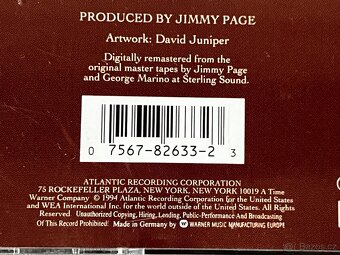 PRODUCED BY JIMMY PAGE
Artwork: David Juniper
Digitally remastered from the
original master tapes by Jimmy Page
and George Marino at Sterling Sound.
0 7567-82633-2 3
ATLANTIC RECORDING CORPORATION
75 ROCKEFELLER PLAZA, NEW YORK, NEW YORK 10019 A Time
Warner Company © 1994 Atlantic Recording Corporation for the United States
and WEA International Inc. for the world outside of the United States. All
Rights Reserved. Unauthorized Copying, Hiring, Lending, Public-Performance And Broadcasting
Of This Record Prohibited. Made in Germany by WARNER MUSIC MANUFACTURING EUROPE